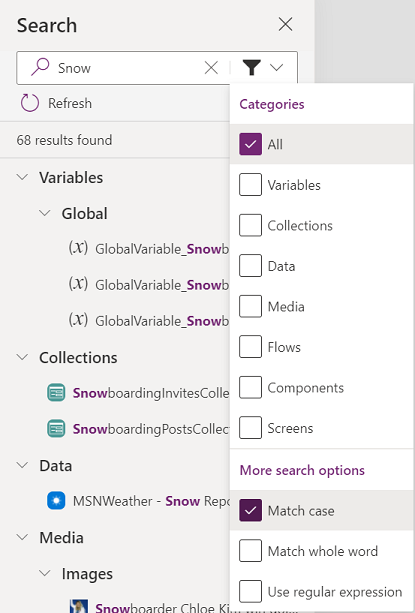 Search
Snow
Refresh
68 results found
Variables
Global
(x) GlobalVariable_Snowb
(x) GlobalVariable_Snowb
(x) GlobalVariable_Snowb
Collections
SnowboardingInvitesColle
SnowboardingPostsCollect
Data
MSNWeather - Snow Repo
Media
Images
Snowboarder Chloe Kim
Categories
All
Variables
Collections
Data
Media
Flows
Components
Screens
More search options
Match case
Match whole word
Use regular expression